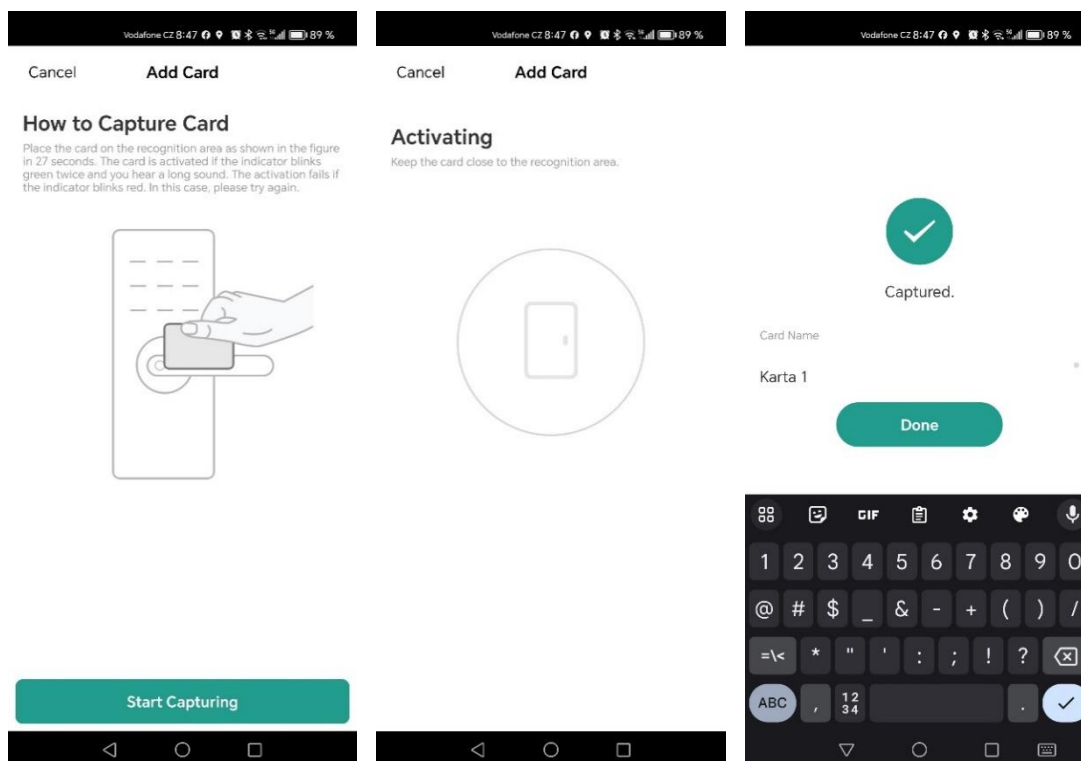 Vodafone CZ 8:47 89 %
Cancel Add Card
How to Capture Card
Place the card on the recognition area as shown in the figure
in 27 seconds. The card is activated if the indicator blinks
green twice and you hear a long sound. The activation fails if
the indicator blinks red. In this case, please try again.
Start Capturing
Vodafone CZ 8:47 89 %
Cancel Add Card
Activating
Keep the card close to the recognition area.
Vodafone CZ 8:47 89 %
Captured.
Card Name
Karta 1
Done
GIF
1 2 3 4 5 6 7 8 9 0
@ # $ _ & - + ( ) /
=\< * " ' : ; ! ?
ABC , 12 .
34